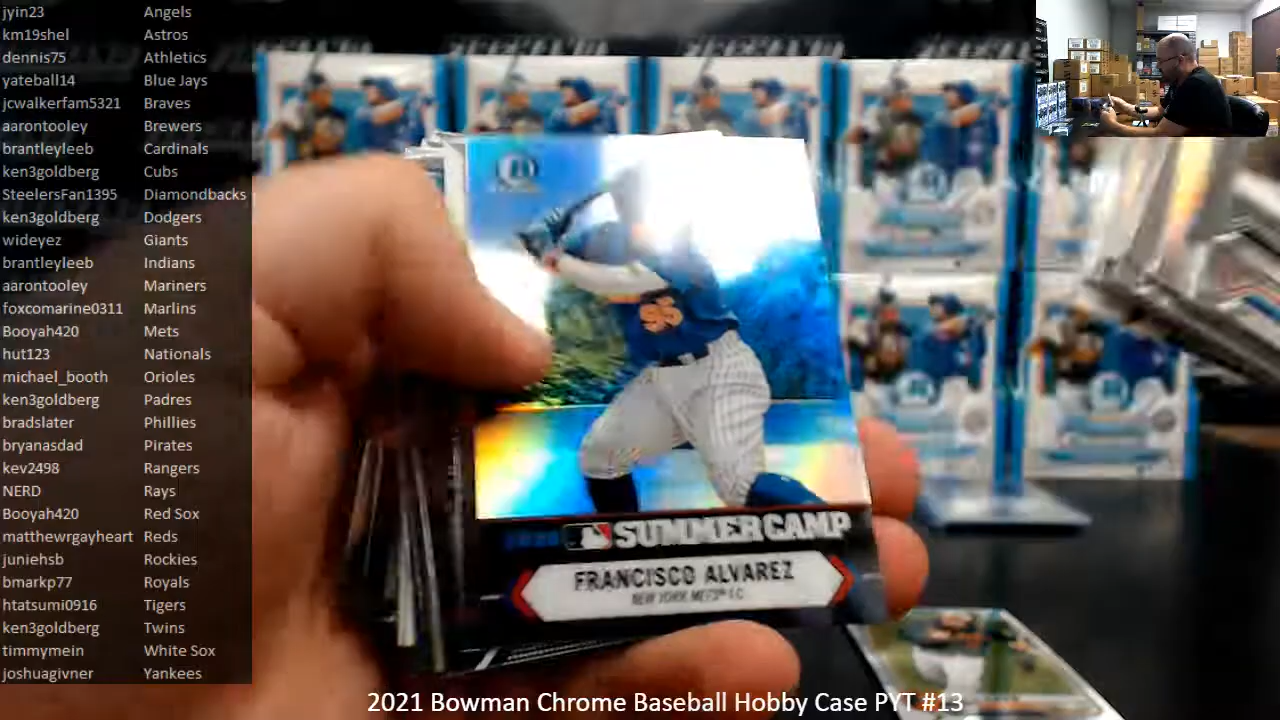 jyin23 Angels
km19shel Astros
dennis75 Athletics
yateball14 Blue Jays
jcwalkerfam5321 Braves
aarontooley Brewers
brantleyleeb Cardinals
ken3goldberg Cubs
SteelersFan1395 Diamondbacks
ken3goldberg Dodgers
wideyez Giants
brantleyleeb Indians
aarontooley Mariners
foxcomarine0311 Marlins
Booyah420 Mets
hut123 Nationals
michael_booth Orioles
ken3goldberg Padres
bradslater Phillies
bryanasdad Pirates
kev2498 Rangers
NERD Rays
Booyah420 Red Sox
matthewrgayheart Reds
juniehsb Rockies
bmarkp77 Royals
htatsumi0916 Tigers
ken3goldberg Twins
timmymein White Sox
joshuagivner Yankees
2020 SUMMER CAMP
FRANCISCO ALVAREZ
NEW YORK METS® | C
2021 Bowman Chrome Baseball Hobby Case PYT #13